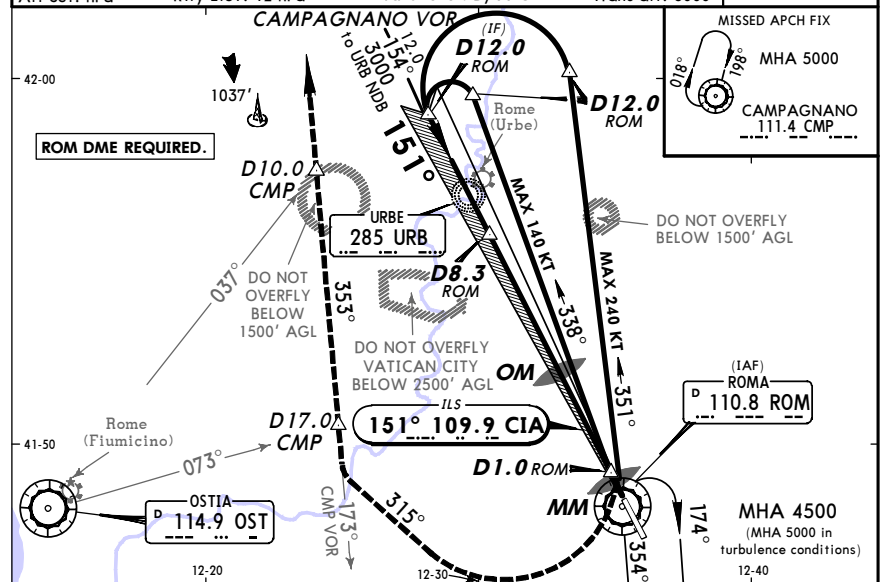 CAMPAGNANO VOR
12.0
154°
3000
to URB NDB
(IF)
D12.0
ROM
MISSED APCH FIX
MHA 5000
018°
198°
CAMPAGNANO
111.4 CMP
42-00
1037'
D12.0
ROM
Rome
(Urbe)
ROM DME REQUIRED.
151°
D10.0
CMP
MAX 140 KT
URBE
285 URB
DO NOT OVERFLY
BELOW 1500' AGL
037°
DO NOT
OVERFLY
BELOW
1500' AGL
353°
D8.3
ROM
338°
MAX 240 KT
DO NOT OVERFLY
VATICAN CITY
BELOW 2500' AGL
OM
351°
(IAF)
ROMA
D 110.8 ROM
Rome
(Fiumicino)
D17.0
CMP
ILS
151° 109.9 CIA
41-50
073°
D1.0 ROM
OSTIA
D 114.9 OST
CMP VOR
173°
315°
MM
174°
354°
MHA 4500
(MHA 5000 in
turbulence conditions)
12-20
12-30
12-40